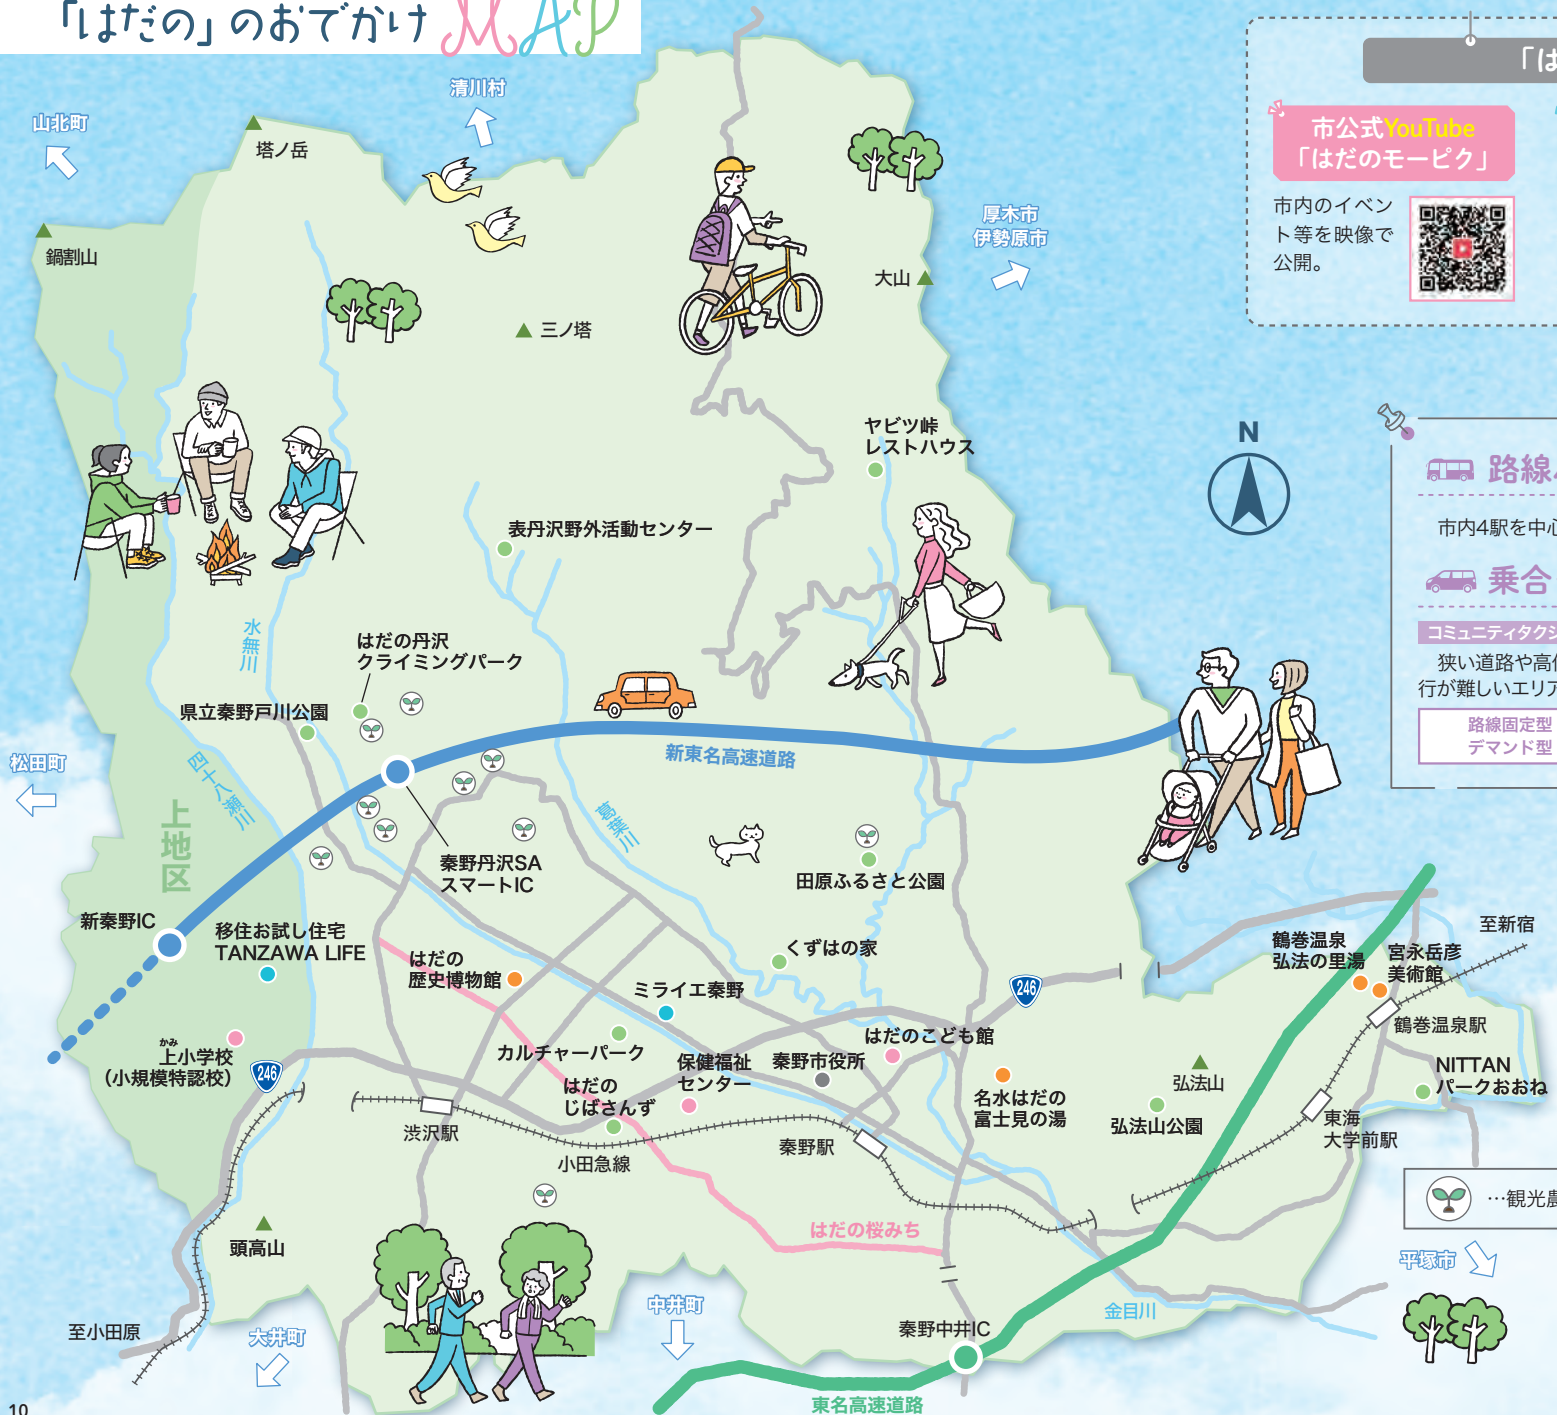 「はだの」のおでかけMAP
清川村
山北町
塔ノ岳
鍋割山
三ノ塔
大山
厚木市
伊勢原市
「は
市公式YouTube
「はだのモーピク」
市内のイベン
ト等を映像で
公開。
ヤビツ峠
レストハウス
N
路線
市内4駅を中心
乗合
コミュニティタクシ
狭い道路や高低
行が難しいエリア
路線固定型
デマンド型
表丹沢野外活動センター
水無川
はだの丹沢
クライミングパーク
県立秦野戸川公園
松田町
四十八瀬川
新東名高速道路
葛葉川
上地区
秦野丹沢SA
スマートIC
田原ふるさと公園
新秦野IC
移住お試し住宅
TANZAWA LIFE
はだの
歴史博物館
くずはの家
ミライエ秦野
246
鶴巻温泉
弘法の里湯
宮永岳彦
美術館
至新宿
鶴巻温泉駅
かみ
上小学校
(小規模特認校)
246
カルチャーパーク
保健福祉
センター
秦野市役所
はだのこども館
はだの
じばさんず
名水はだの
富士見の湯
弘法山
弘法山公園
NITTAN
パークおおね
東海
大学前駅
渋沢駅
小田急線
秦野駅
…観光農
はだの桜みち
頭高山
平塚市
中井町
金目川
至小田原
大井町
秦野中井IC
東名高速道路
10